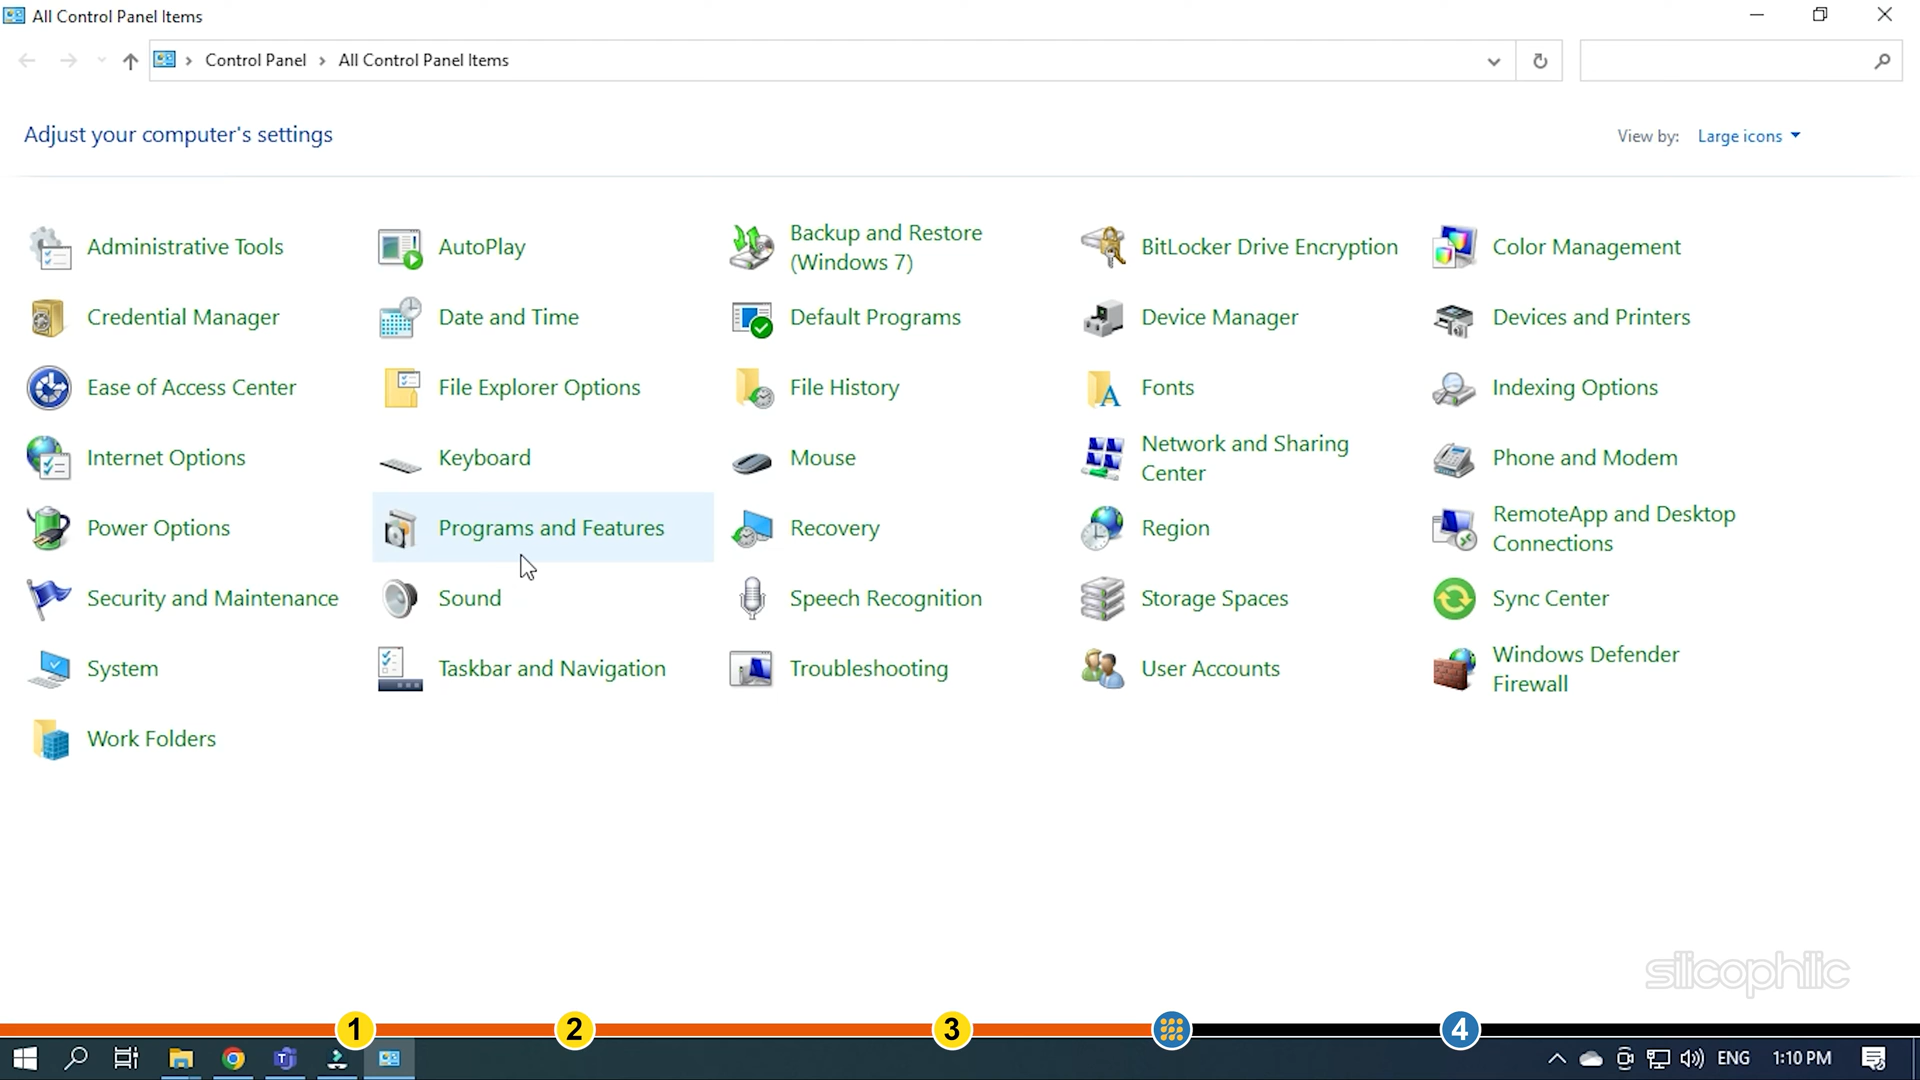 All Control Panel Items
Control Panel › All Control Panel Items
Adjust your computer's settings
View by: Large icons
Administrative Tools
AutoPlay
Backup and Restore
(Windows 7)
BitLocker Drive Encryption
Color Management
Credential Manager
Date and Time
Default Programs
Device Manager
Devices and Printers
Ease of Access Center
File Explorer Options
File History
Fonts
Indexing Options
Internet Options
Keyboard
Mouse
Network and Sharing
Center
Phone and Modem
Power Options
Programs and Features
Recovery
Region
RemoteApp and Desktop
Connections
Security and Maintenance
Sound
Speech Recognition
Storage Spaces
Sync Center
System
Taskbar and Navigation
Troubleshooting
User Accounts
Windows Defender
Firewall
Work Folders
silicophilic
1 2 3 4
ENG 1:10 PM